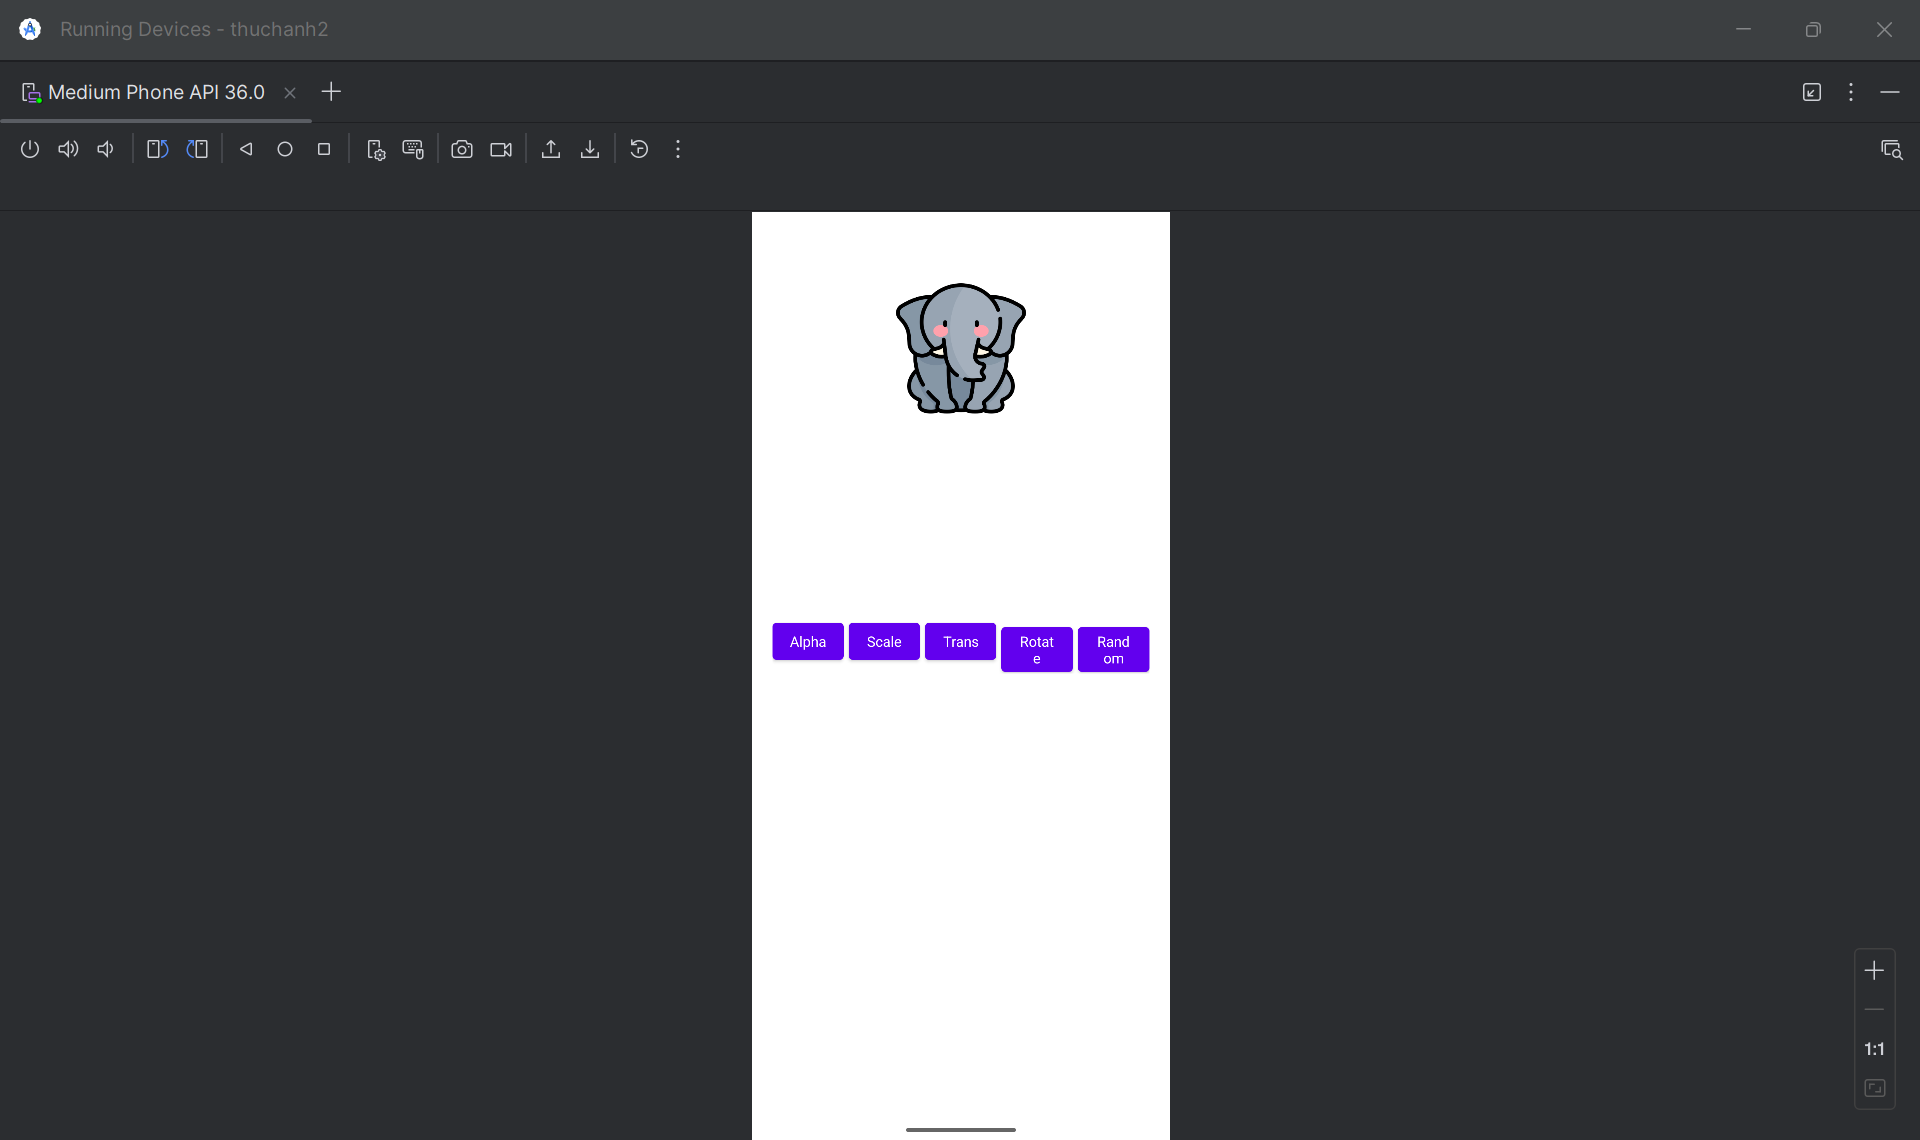 Running Devices - thuchanh2
Medium Phone API 36.0
Alpha
Scale
Trans
Rotat
e
Rand
om
1:1